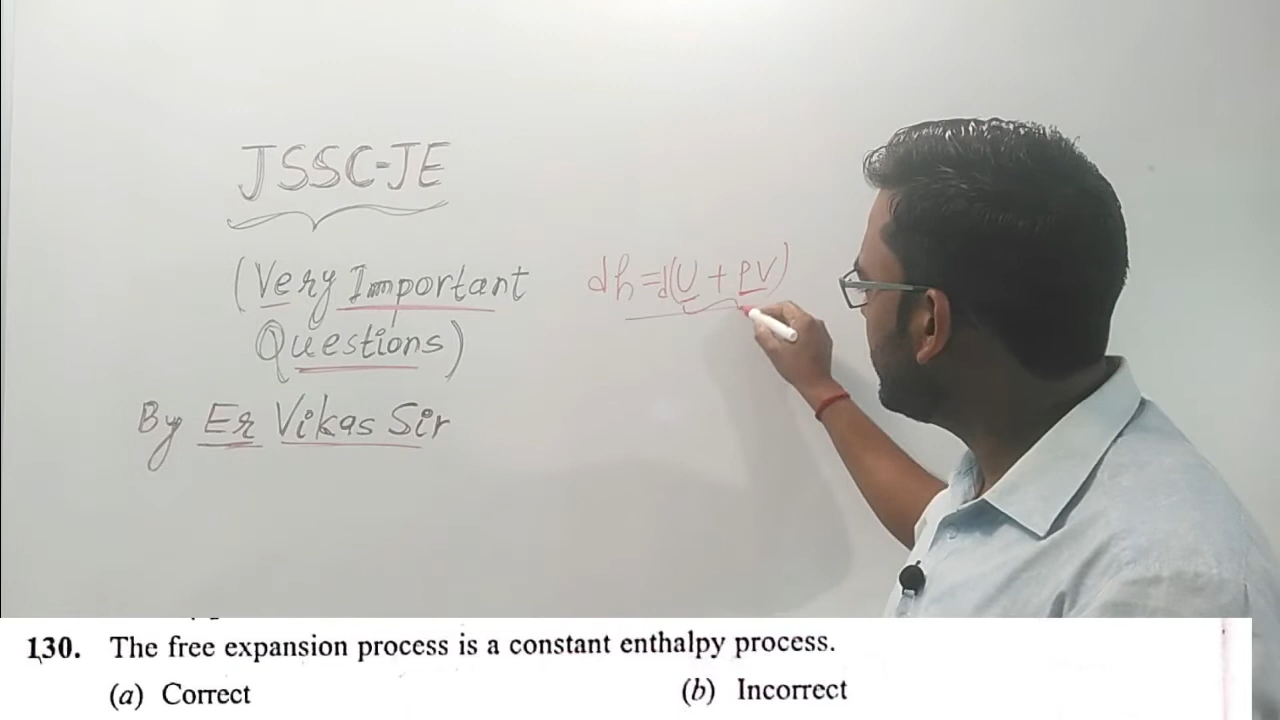 JSSC-JE
(Very Important
Questions)
By Er Vikas Sir
dh = d(U + PV)
130. The free expansion process is a constant enthalpy process.
(a) Correct
(b) Incorrect